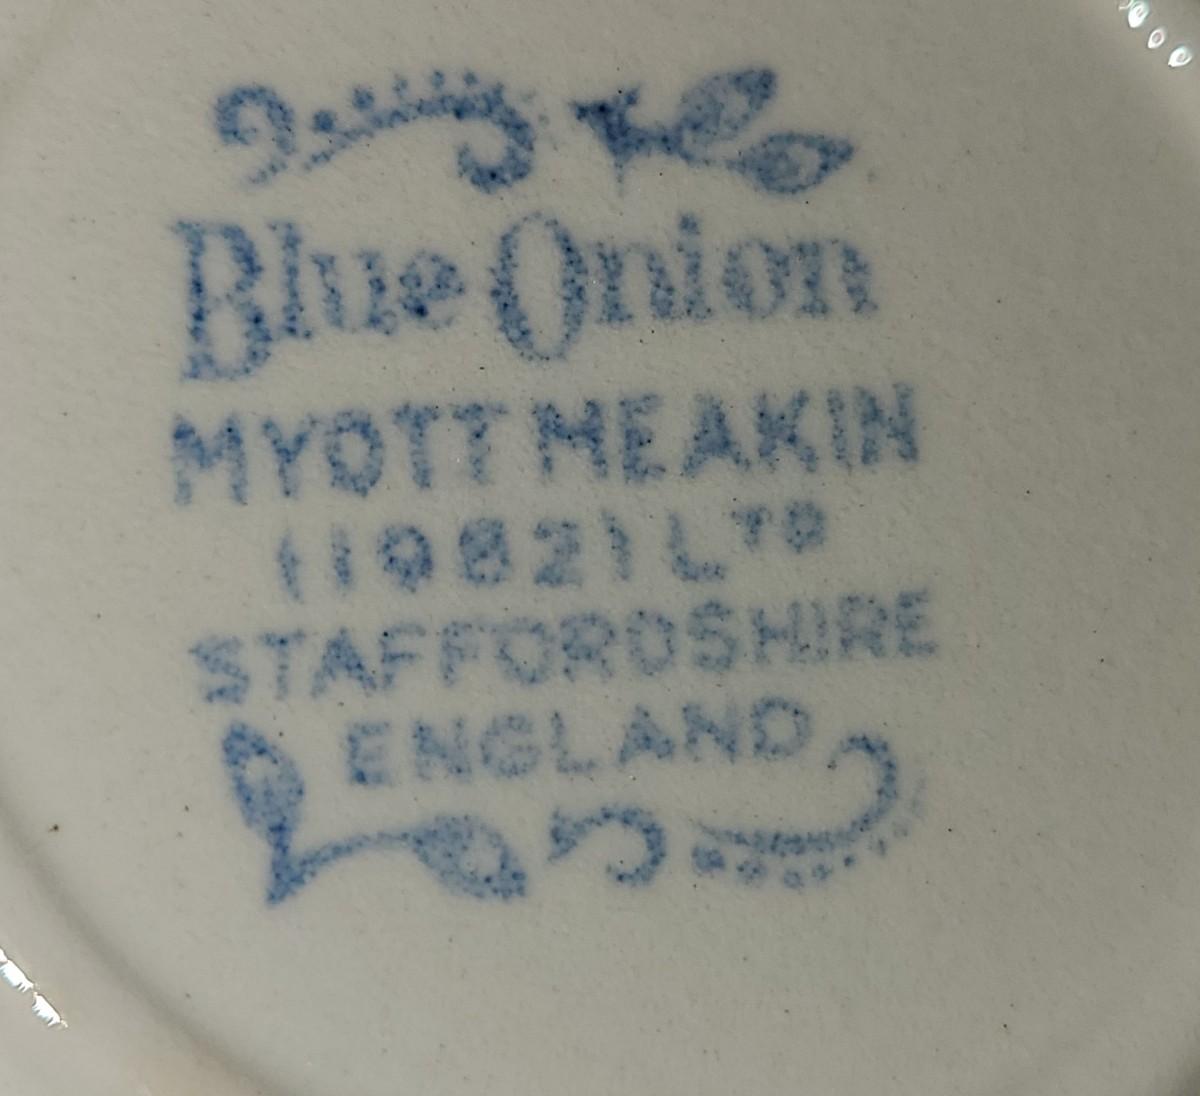 Blue Onion
MYOTT MEAKIN
(1982) LTD
STAFFORDSHIRE
ENGLAND